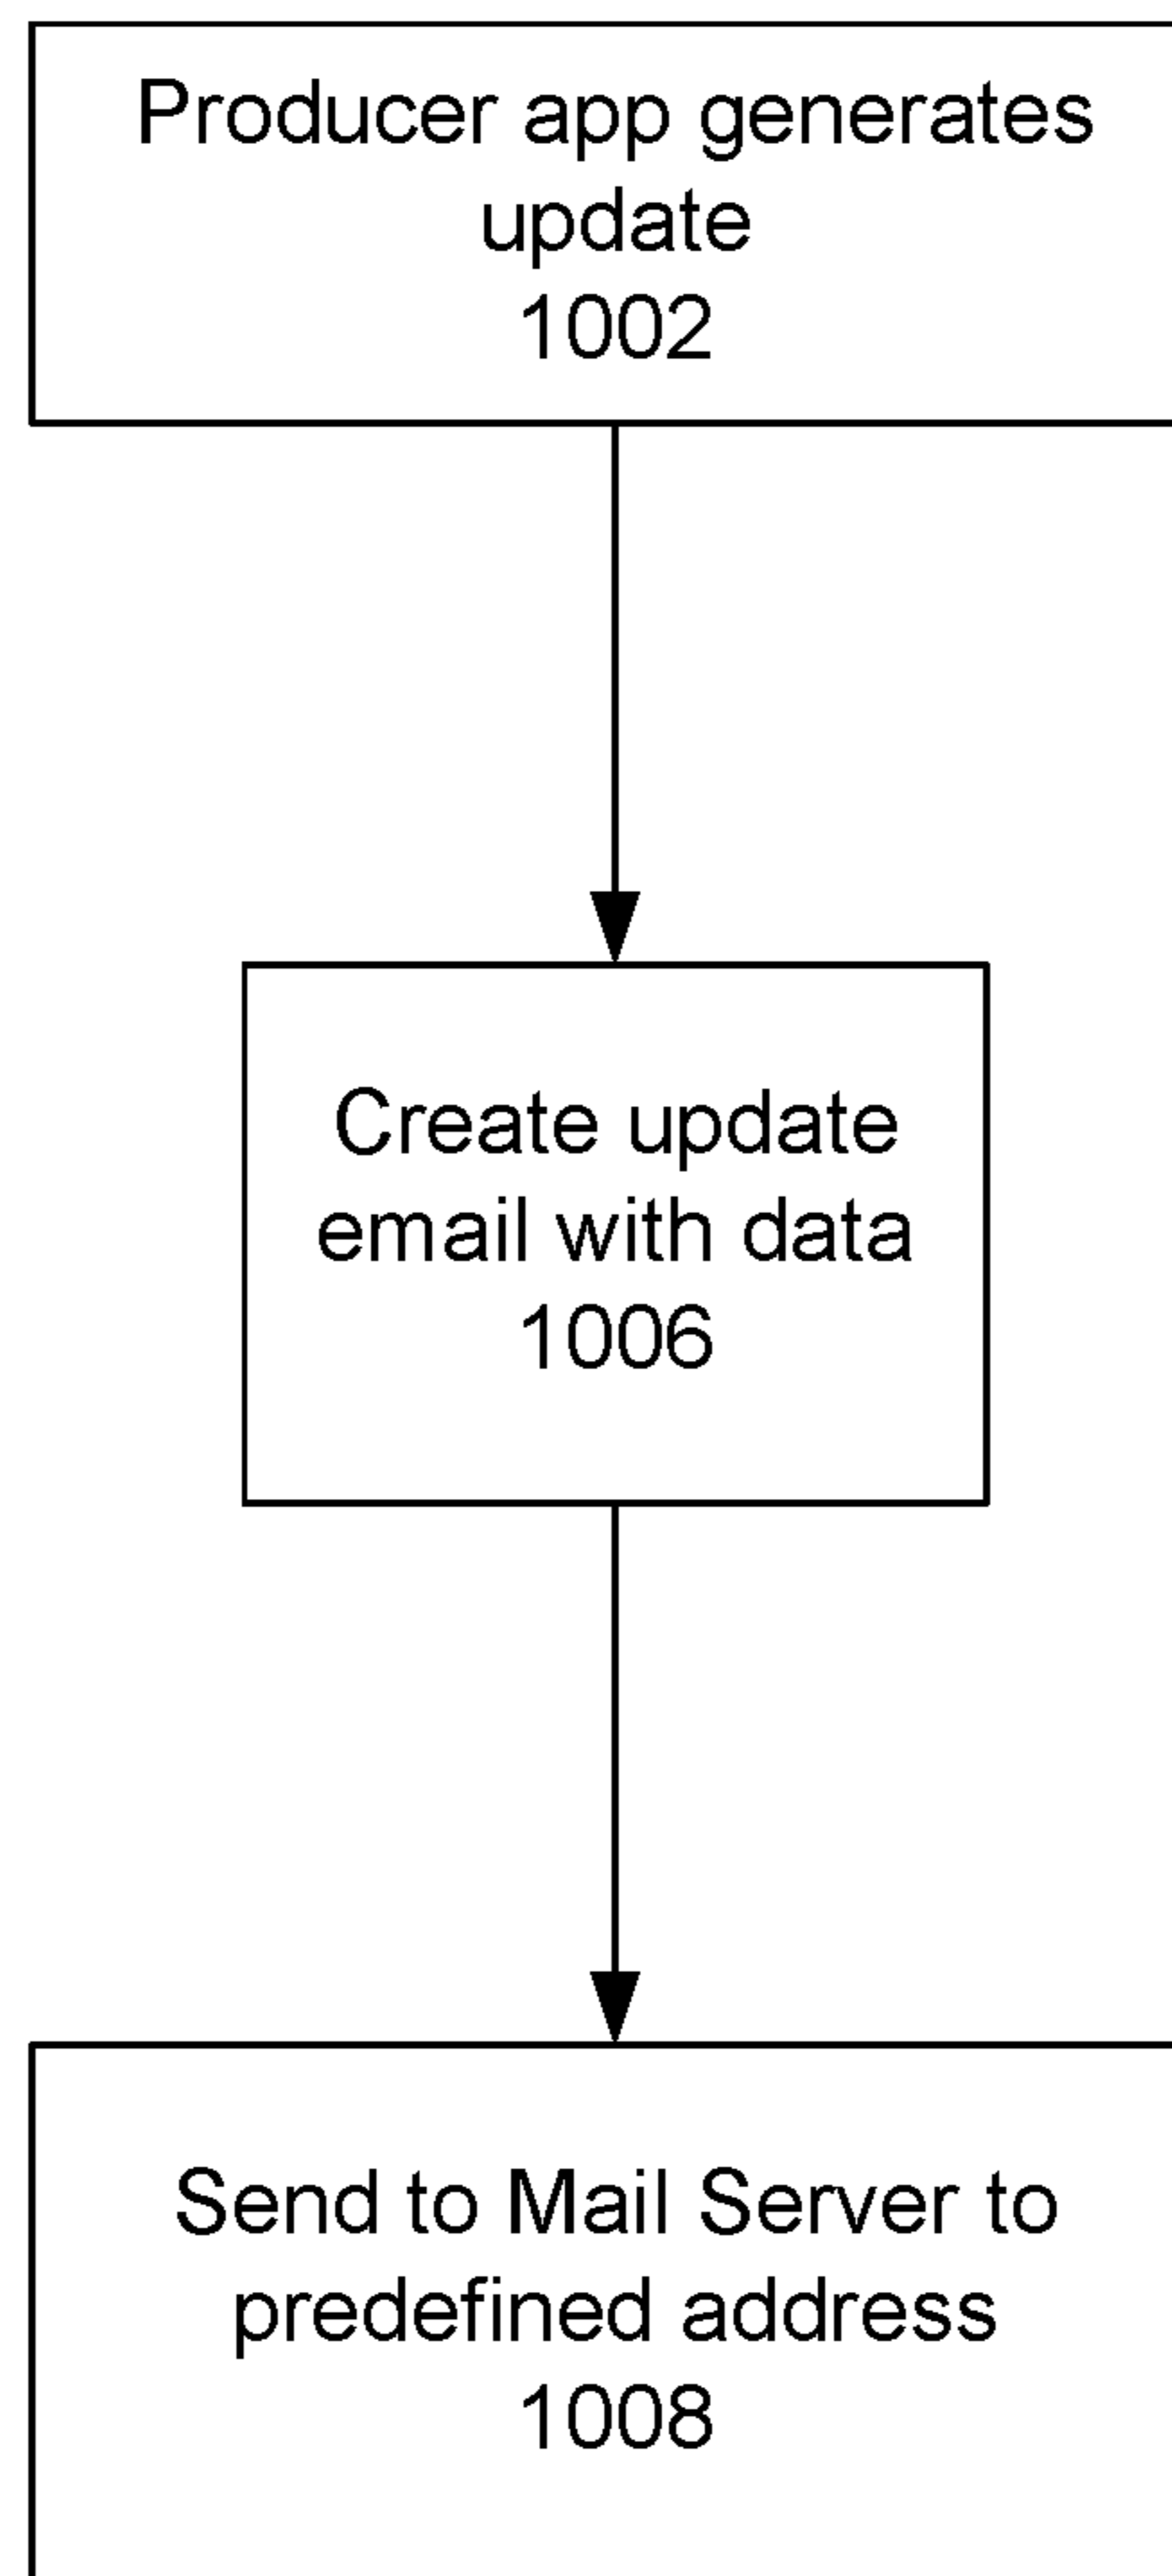 Producer app generates
update
1002
Create update
email with data
1006
Send to Mail Server to
predefined address
1008